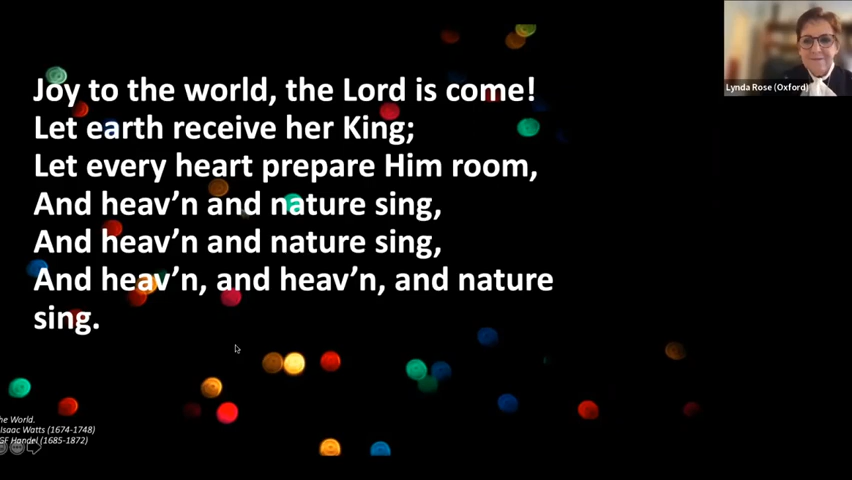 Joy to the world, the Lord is come!
Let earth receive her King;
Let every heart prepare Him room,
And heav’n and nature sing,
And heav’n and nature sing,
And heav’n, and heav’n, and nature
sing.
Lynda Rose (Oxford)
he World.
Isaac Watts (1674-1748)
GF Handel (1685-1872)